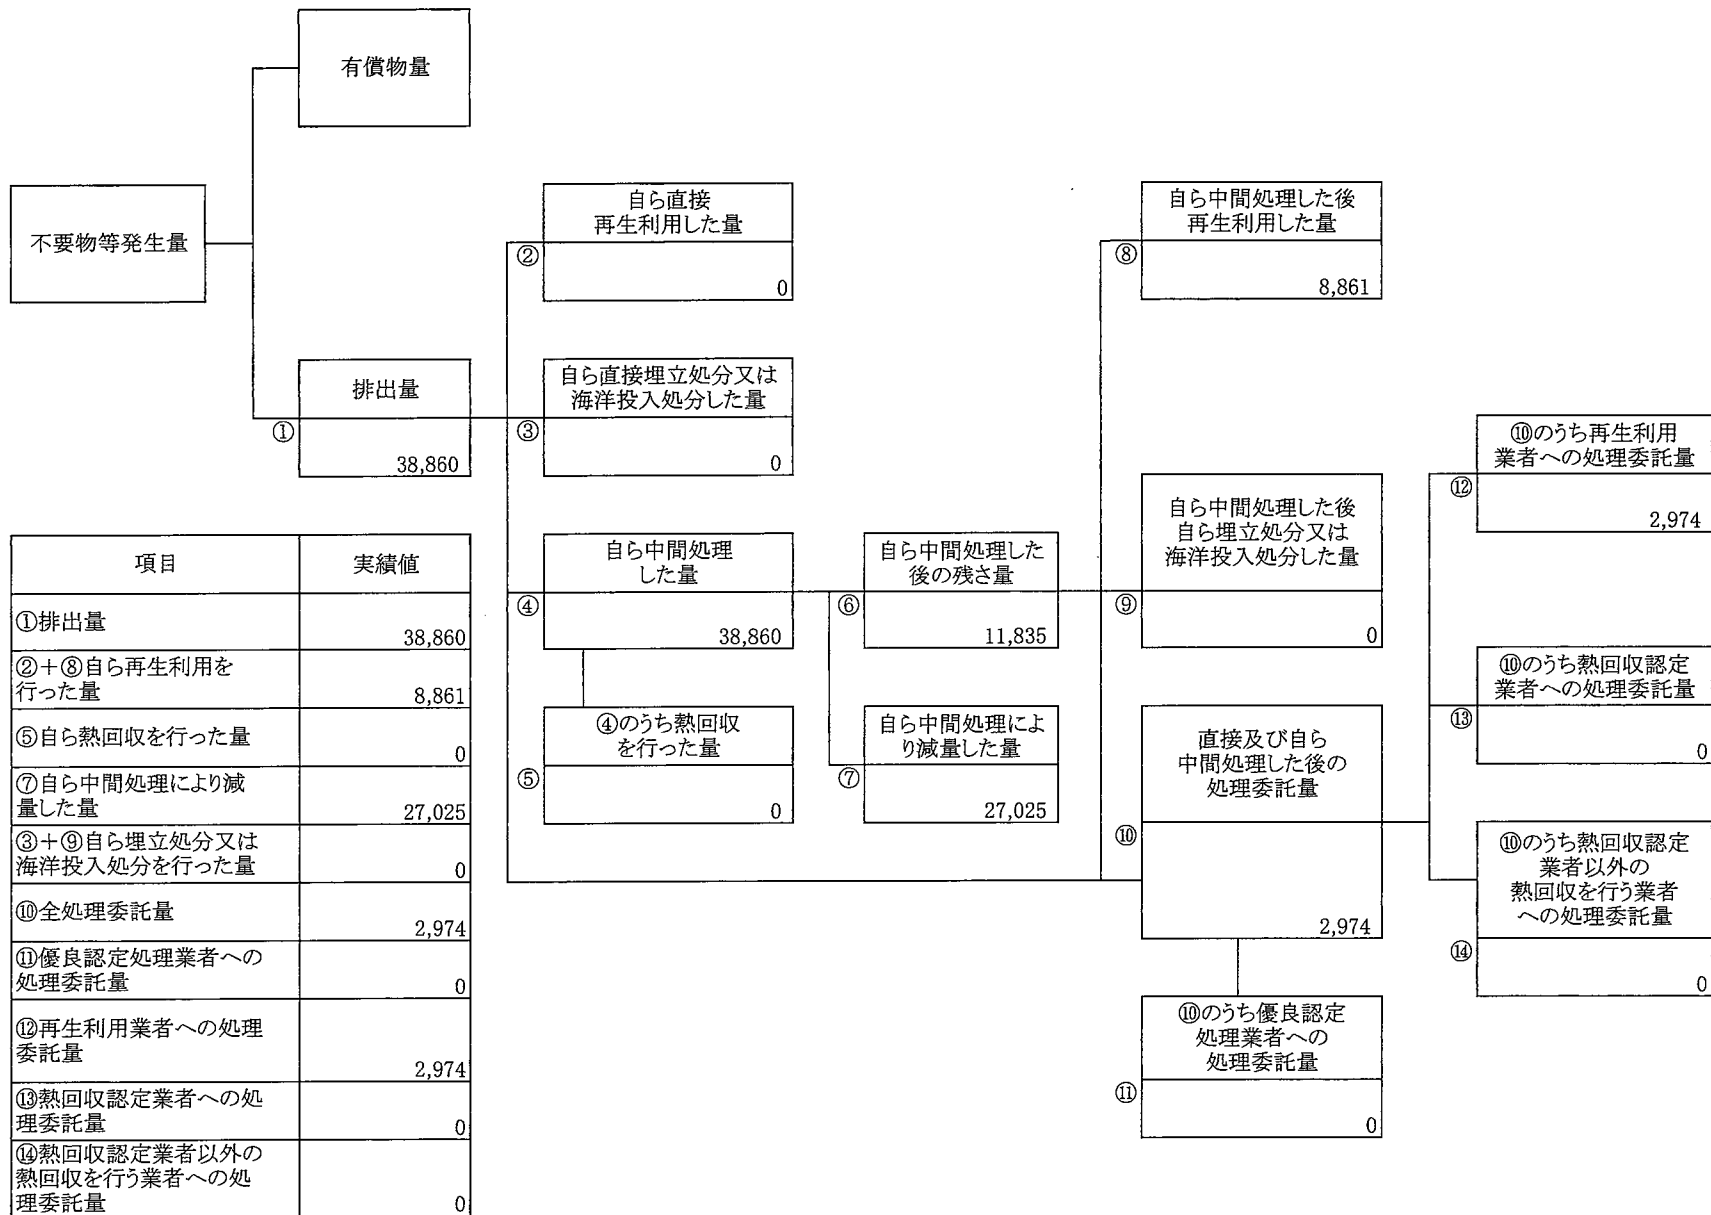 有償物量
不要物等発生量
自ら直接
再生利用した量
②
0
自ら中間処理した後
再生利用した量
⑧
8,861
排出量
①
38,860
自ら直接埋立処分又は
海洋投入処分した量
③
0
⑩のうち再生利用
業者への処理委託量
⑫
2,974
自ら中間処理
した量
④
38,860
自ら中間処理した
後の残さ量
⑥
11,835
自ら中間処理した後
自ら埋立処分又は
海洋投入処分した量
⑨
0
⑩のうち熱回収認定
業者への処理委託量
⑬
0
④のうち熱回収
を行った量
⑤
0
自ら中間処理によ
り減量した量
⑦
27,025
直接及び自ら
中間処理した後の
処理委託量
⑩
2,974
⑩のうち熱回収認定
業者以外の
熱回収を行う業者
への処理委託量
⑭
0
⑩のうち優良認定
処理業者への
処理委託量
⑪
0
項目 実績値
①排出量
38,860
②+⑧自ら再生利用を
行った量
8,861
⑤自ら熱回収を行った量
0
⑦自ら中間処理により減
量した量
27,025
③+⑨自ら埋立処分又は
海洋投入処分を行った量
0
⑩全処理委託量
2,974
⑪優良認定処理業者への
処理委託量
0
⑫再生利用業者への処理
委託量
2,974
⑬熱回収認定業者への処
理委託量
0
⑭熱回収認定業者以外の
熱回収を行う業者への処
理委託量
0